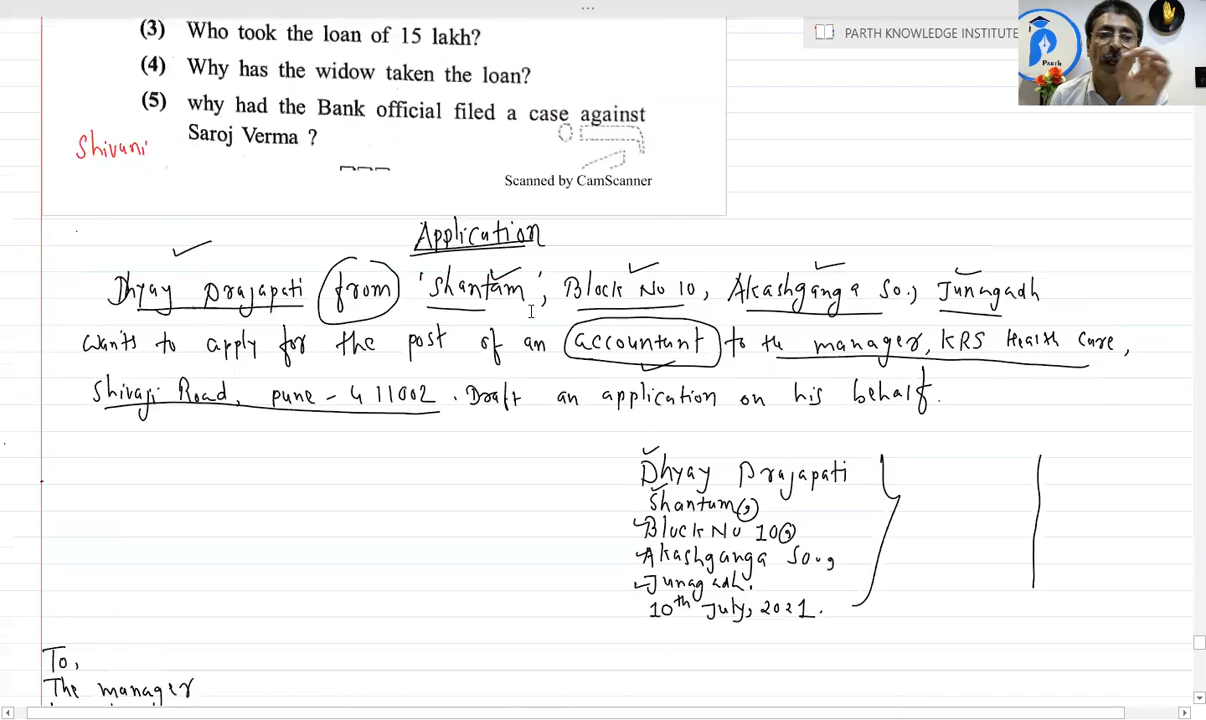 (3) Who took the loan of 15 lakh?
PARTH KNOWLEDGE INSTITUTE
Parth
(4) Why has the widow taken the loan?
(5) why had the Bank official filed a case against
Saroj Verma ?
Shivani
Scanned by CamScanner
Application
Dhyay prajapati from 'Shantam', Block No 10, Akashganga So., Junagadh
wants to apply for the post of an accountant to the manager, KRS Health Care,
Shivaji Road, pune - 411002. Draft an application on his behalf.
Dhyay prajapati
Shantum,
Block No 10,
Akashganga So.,
Junagadh.
10th July, 2021.
To,
The manager